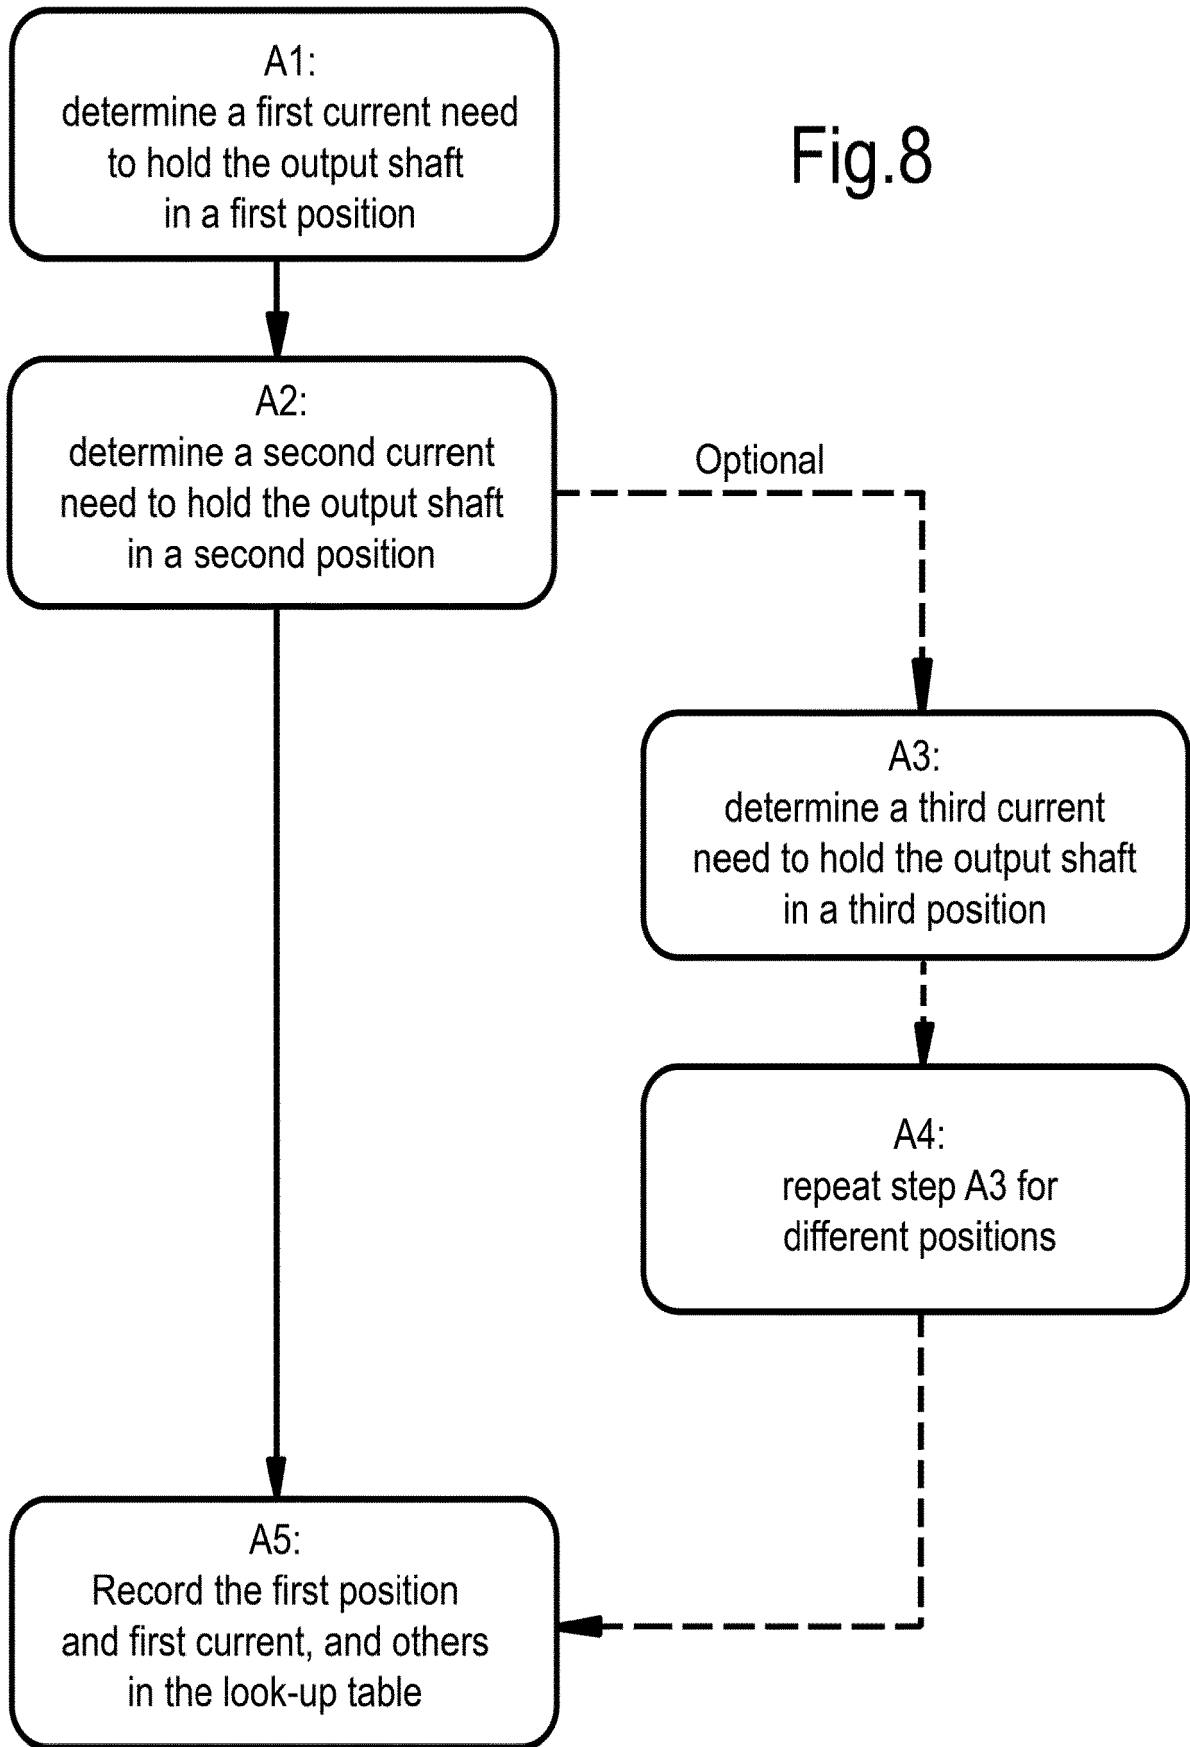 A1:
determine a first current need
to hold the output shaft
in a first position
Fig.8
A2:
determine a second current
need to hold the output shaft
in a second position
Optional
A3:
determine a third current
need to hold the output shaft
in a third position
A4:
repeat step A3 for
different positions
A5:
Record the first position
and first current, and others
in the look-up table